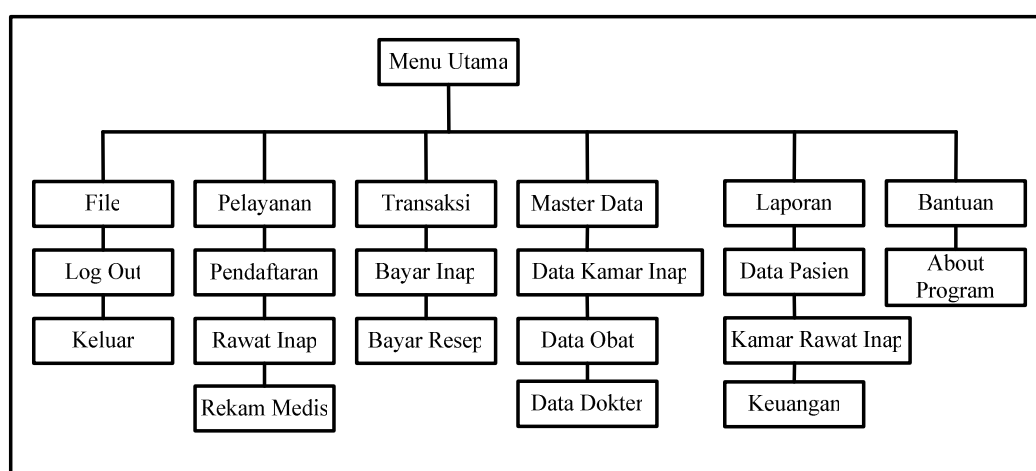 Menu Utama
File
Pelayanan
Transaksi
Master Data
Laporan
Bantuan
Log Out
Pendaftaran
Bayar Inap
Data Kamar Inap
Data Pasien
About
Program
Keluar
Rawat Inap
Bayar Resep
Data Obat
Kamar Rawat Inap
Rekam Medis
Data Dokter
Keuangan